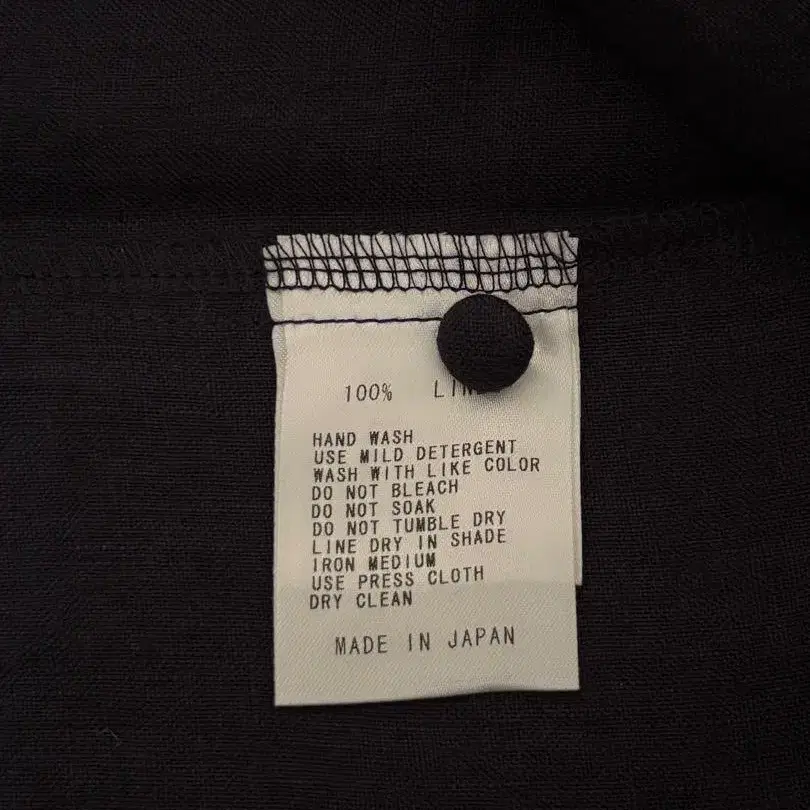 100%
HAND WASH
USE MILD DETERGENT
WASH WITH LIKE COLOR
DO NOT BLEACH
DO NOT SOAK
DO NOT TUMBLE DRY
LINE DRY IN SHADE
IRON MEDIUM
USE PRESS CLOTH
DRY CLEAN
MADE IN JAPAN